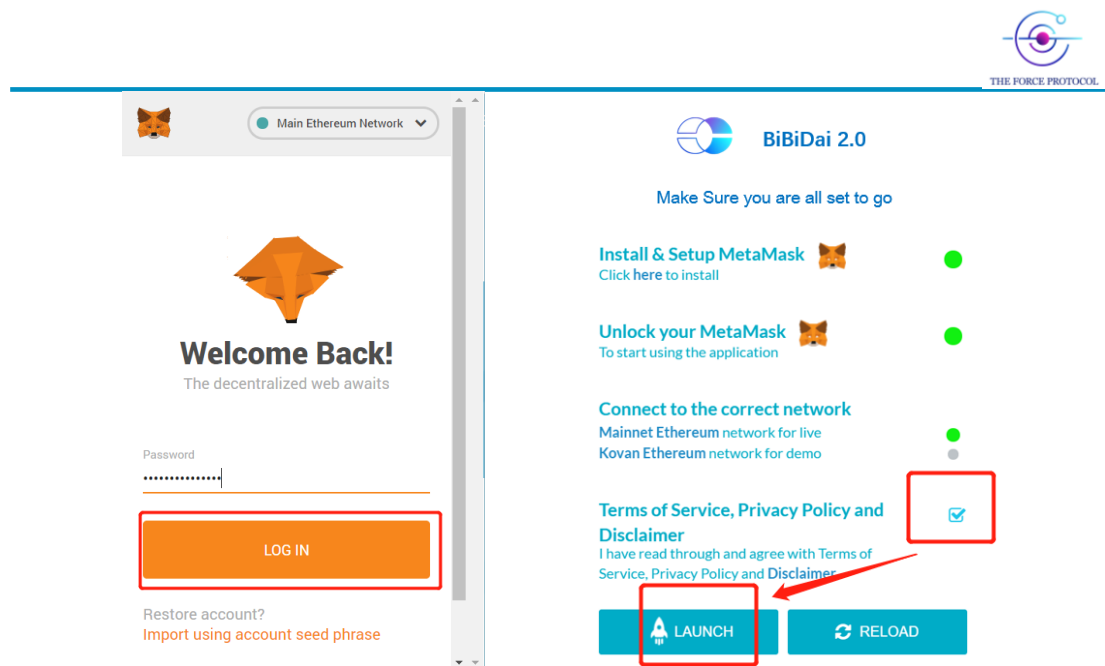 THE FORCE PROTOCOL
Main Ethereum Network
Welcome Back!
The decentralized web awaits
Password
LOG IN
Restore account?
Import using account seed phrase
BiBiDai 2.0
Make Sure you are all set to go
Install & Setup MetaMask
Click here to install
Unlock your MetaMask
To start using the application
Connect to the correct network
Mainnet Ethereum network for live
Kovan Ethereum network for demo
Terms of Service, Privacy Policy and
Disclaimer
I have read through and agree with Terms of
Service, Privacy Policy and Disclaimer
LAUNCH
RELOAD